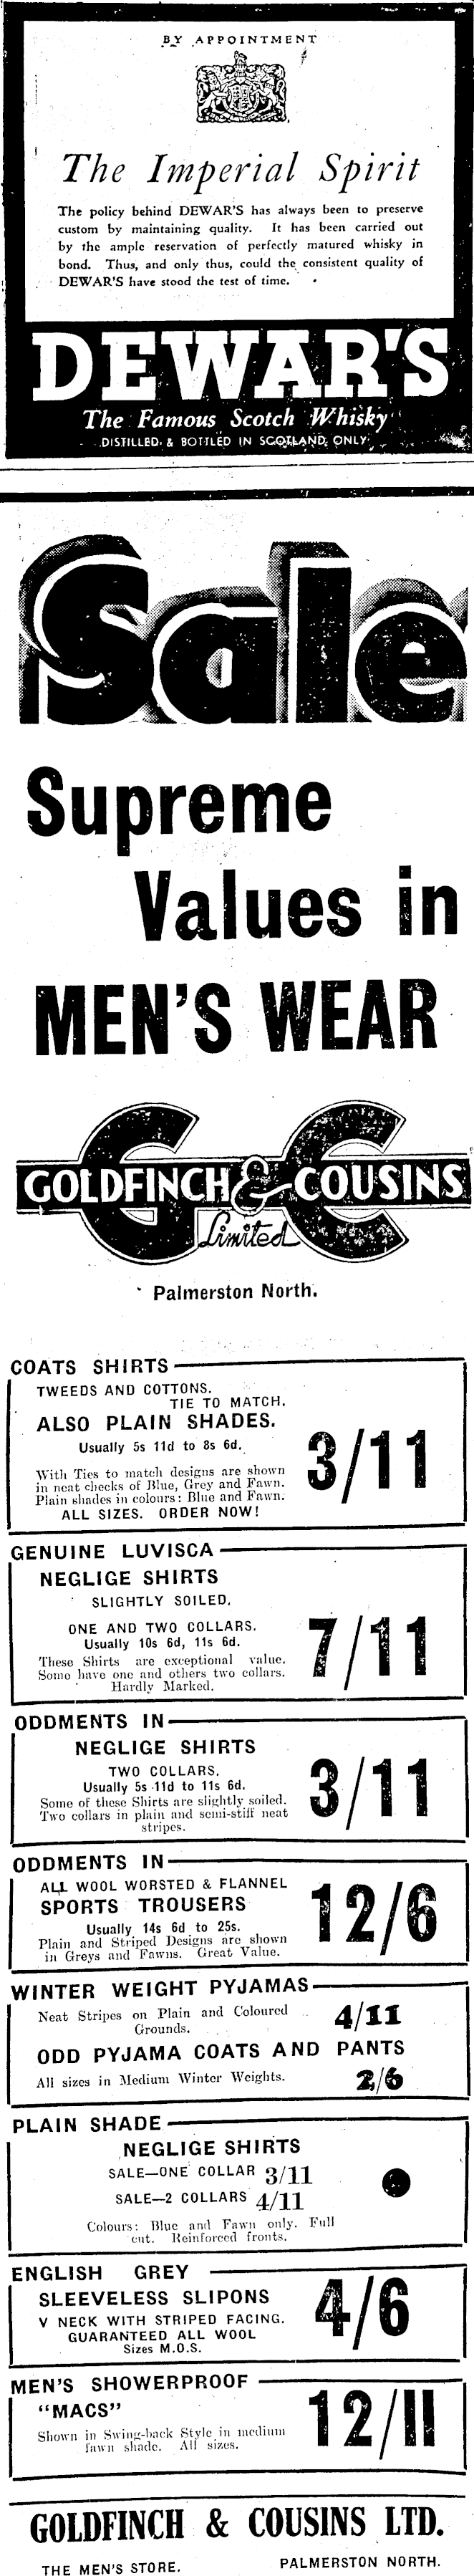 BY APPOINTMENT
The Imperial Spirit
The policy behind DEWAR'S has always been to preserve
custom by maintaining quality. It has been carried out
by the ample reservation of perfectly matured whisky in
bond. Thus, and only thus, could the consistent quality of
DEWAR'S have stood the test of time.
DEWAR'S
The Famous Scotch Whisky
DISTILLED & BOTTLED IN SCOTLAND ONLY
Sale
Supreme
Values in
MEN'S WEAR
GOLDFINCH & COUSINS
Limited
Palmerston North.
COATS SHIRTS
TWEEDS AND COTTONS.
TIE TO MATCH.
ALSO PLAIN SHADES.
Usually 5s 11d to 8s 6d.
3/11
With Ties to match designs are shown
in neat checks of Blue, Grey and Fawn.
Plain shades in colours: Blue and Fawn.
ALL SIZES. ORDER NOW!
GENUINE LUVISCA
NEGLIGE SHIRTS
SLIGHTLY SOILED.
ONE AND TWO COLLARS.
Usually 10s 6d, 11s 6d.
7/11
These Shirts are exceptional value.
Some have one and others two collars.
Hardly Marked.
ODDMENTS IN
NEGLIGE SHIRTS
TWO COLLARS.
Usually 5s 11d to 11s 6d.
3/11
Some of these Shirts are slightly soiled.
Two collars in plain and semi-stiff neat
stripes.
ODDMENTS IN
ALL WOOL WORSTED & FLANNEL
SPORTS TROUSERS
12/6
Usually 14s 6d to 25s.
Plain and Striped Designs are shown
in Greys and Fawns. Great Value.
WINTER WEIGHT PYJAMAS
Neat Stripes on Plain and Coloured
Grounds.
4/11
ODD PYJAMA COATS AND PANTS
All sizes in Medium Winter Weights.
2/6
PLAIN SHADE
NEGLIGE SHIRTS
SALE—ONE COLLAR 3/11
SALE—2 COLLARS 4/11
Colours: Blue and Fawn only. Full
cut. Reinforced fronts.
ENGLISH GREY
SLEEVELESS SLIPONS
4/6
V NECK WITH STRIPED FACING.
GUARANTEED ALL WOOL
Sizes M.O.S.
MEN'S SHOWERPROOF
"MACS"
12/11
Shown in Swing-back Style in medium
fawn shade. All sizes.
GOLDFINCH & COUSINS LTD.
THE MEN'S STORE.
PALMERSTON NORTH.